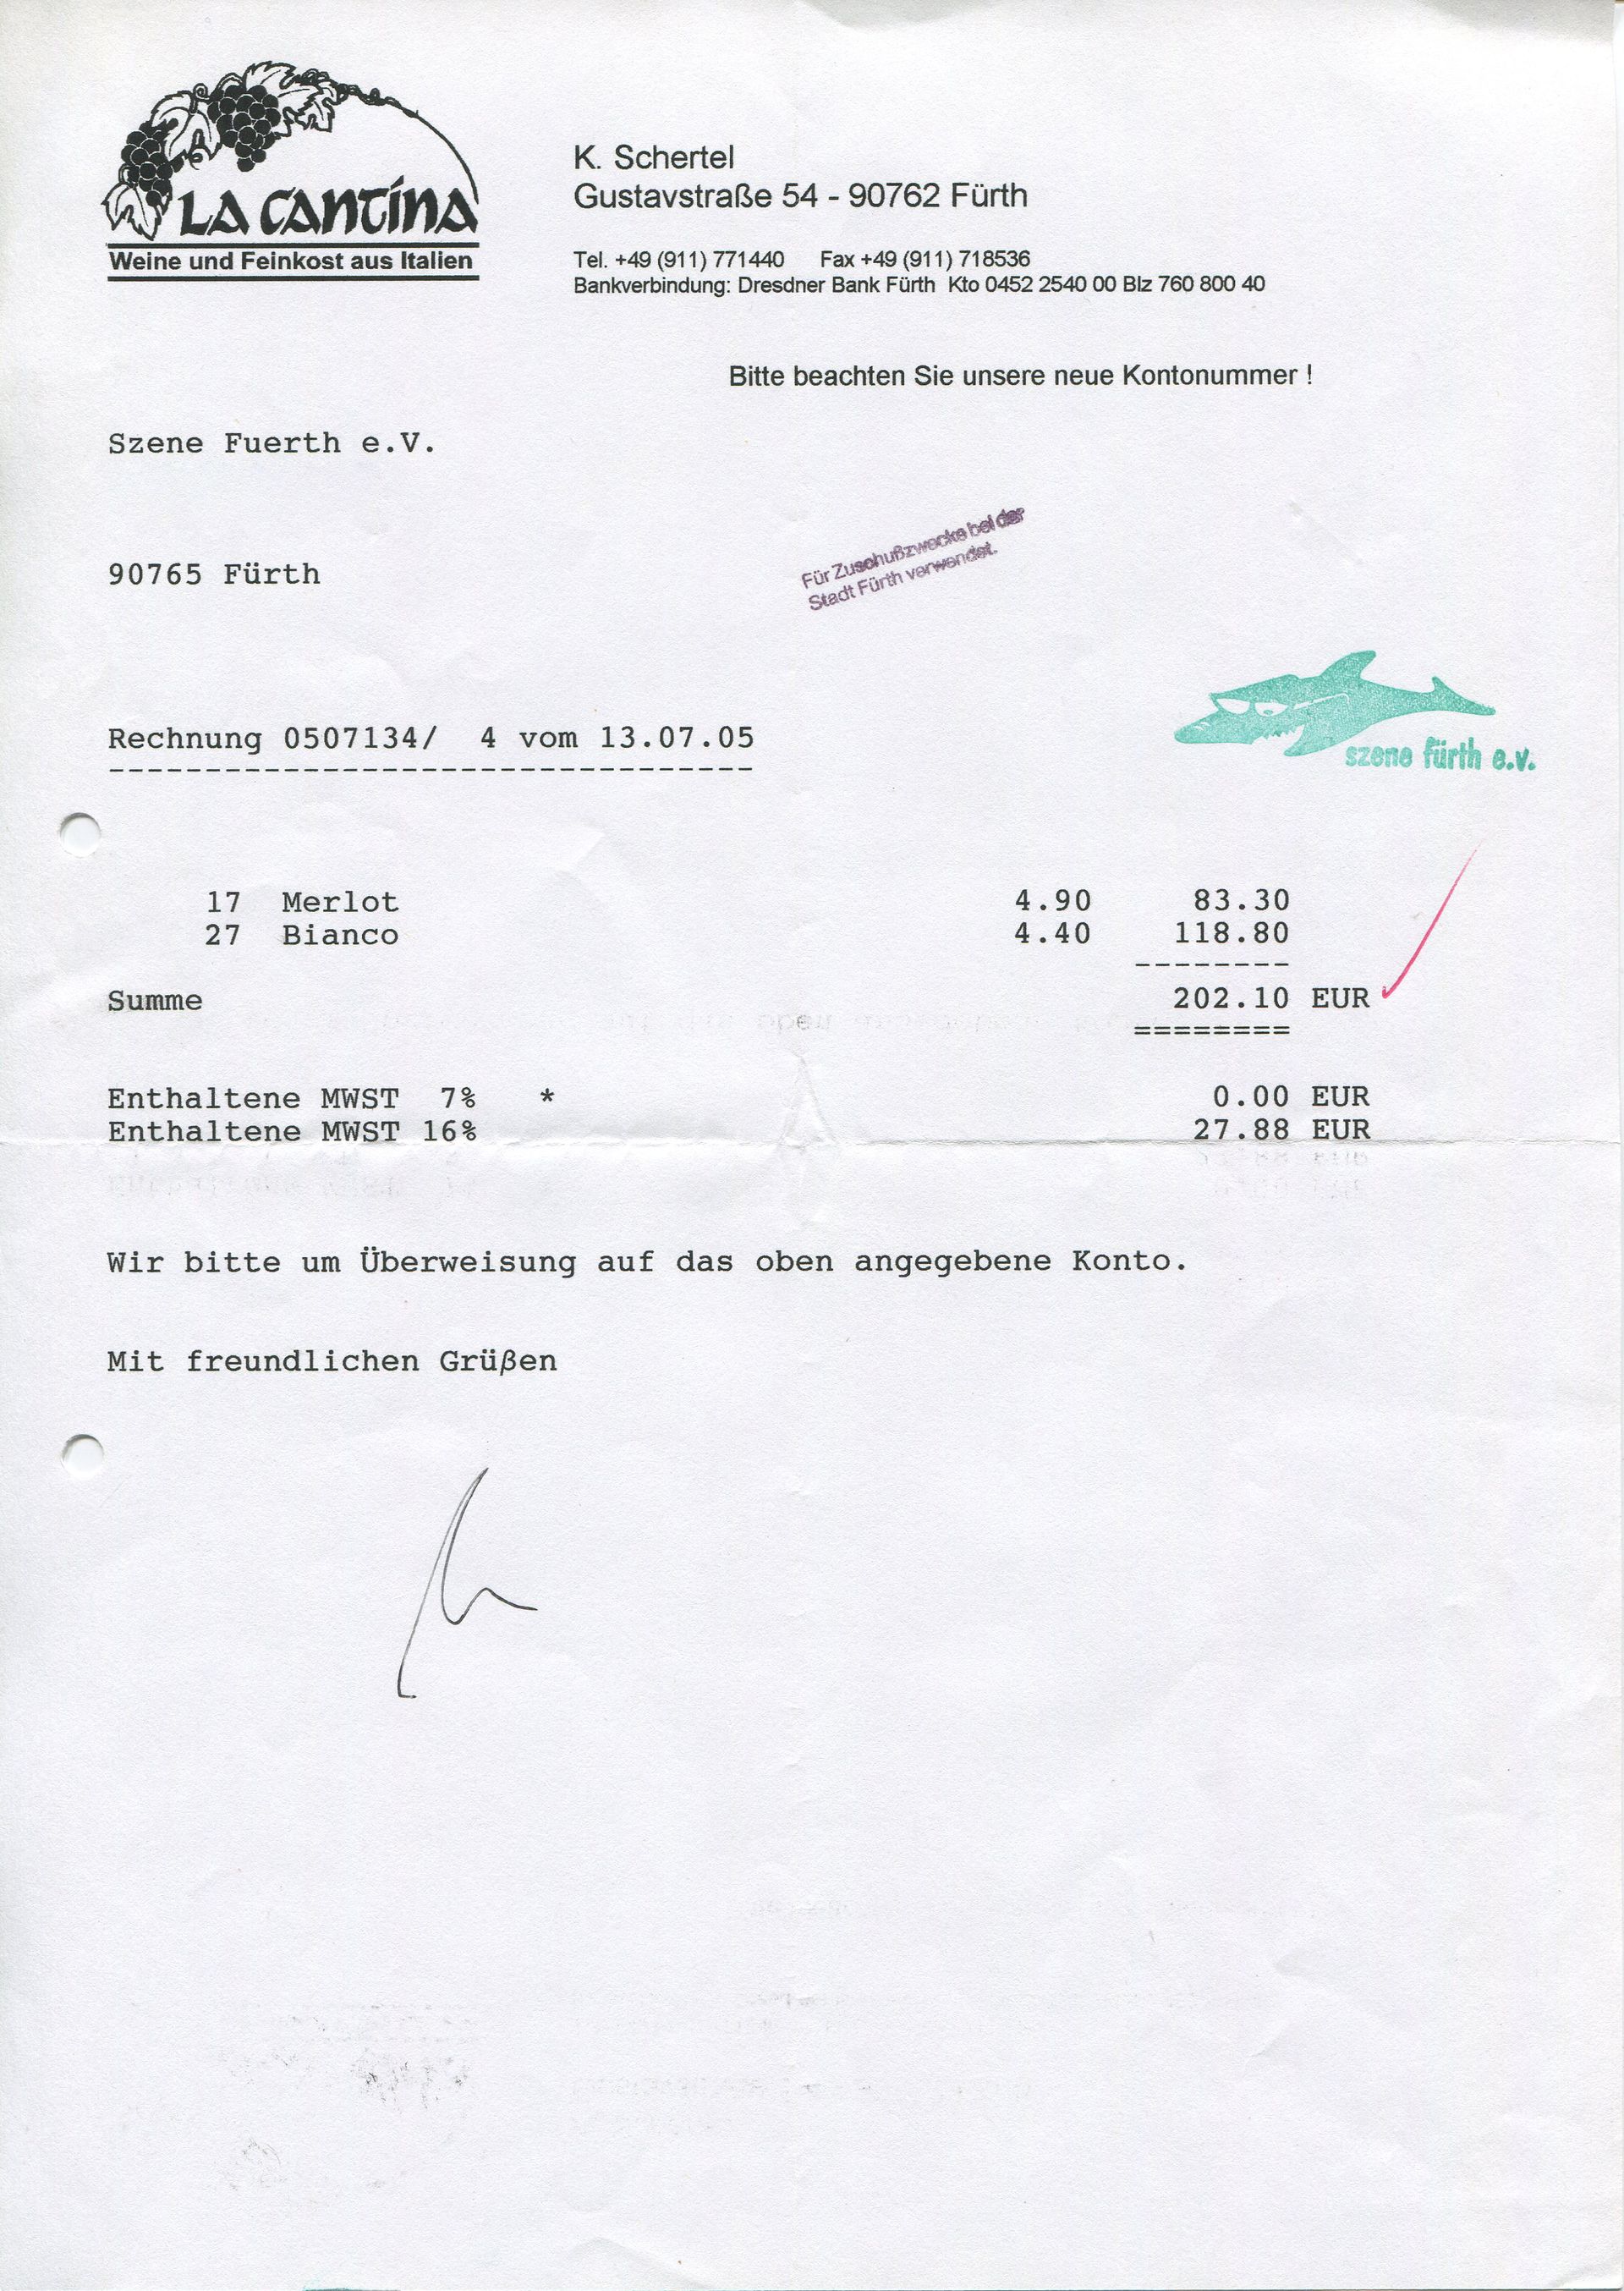 LA CANTINA
Weine und Feinkost aus Italien
K. Schertel
Gustavstraße 54 - 90762 Fürth
Tel. +49 (911) 771440 Fax +49 (911) 718536
Bankverbindung: Dresdner Bank Fürth Kto 0452 2540 00 Blz 760 800 40
Bitte beachten Sie unsere neue Kontonummer !
Szene Fuerth e.V.
90765 Fürth
Für Zuschußzwecke bei der
Stadt Fürth verwendet.
szene fürth e.v.
Rechnung 0507134/ 4 vom 13.07.05
---------------------------------
17 Merlot 4.90 83.30
27 Bianco 4.40 118.80
--------
Summe 202.10 EUR
========
Enthaltene MWST 7% * 0.00 EUR
Enthaltene MWST 16% 27.88 EUR
Wir bitte um Überweisung auf das oben angegebene Konto.
Mit freundlichen Grüßen